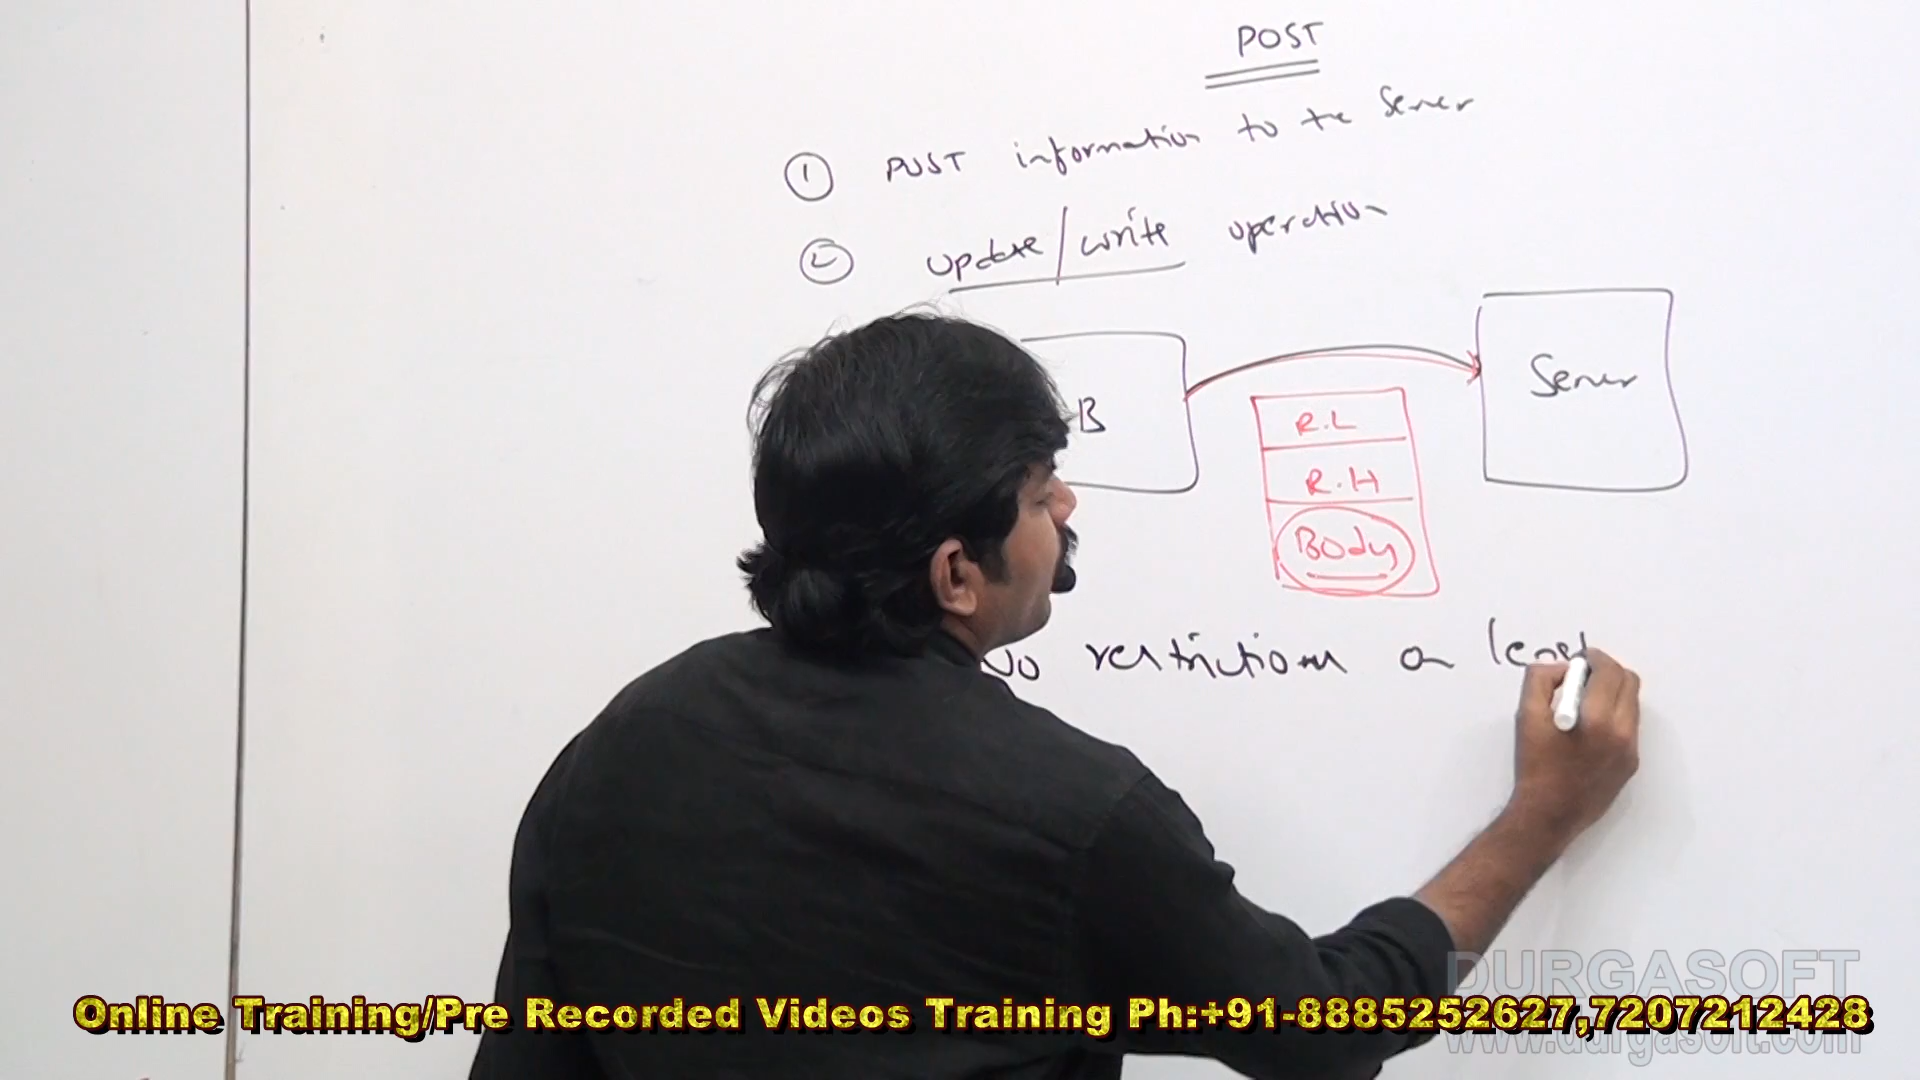 POST
① POST information to the Server
② update/write operation
B
Server
R.L
R.H
Body
No restrictions on lengt
DURGASOFT
Online Training/Pre Recorded Videos Training Ph:+91-8885252627,7207212428
www.durgasoft.com